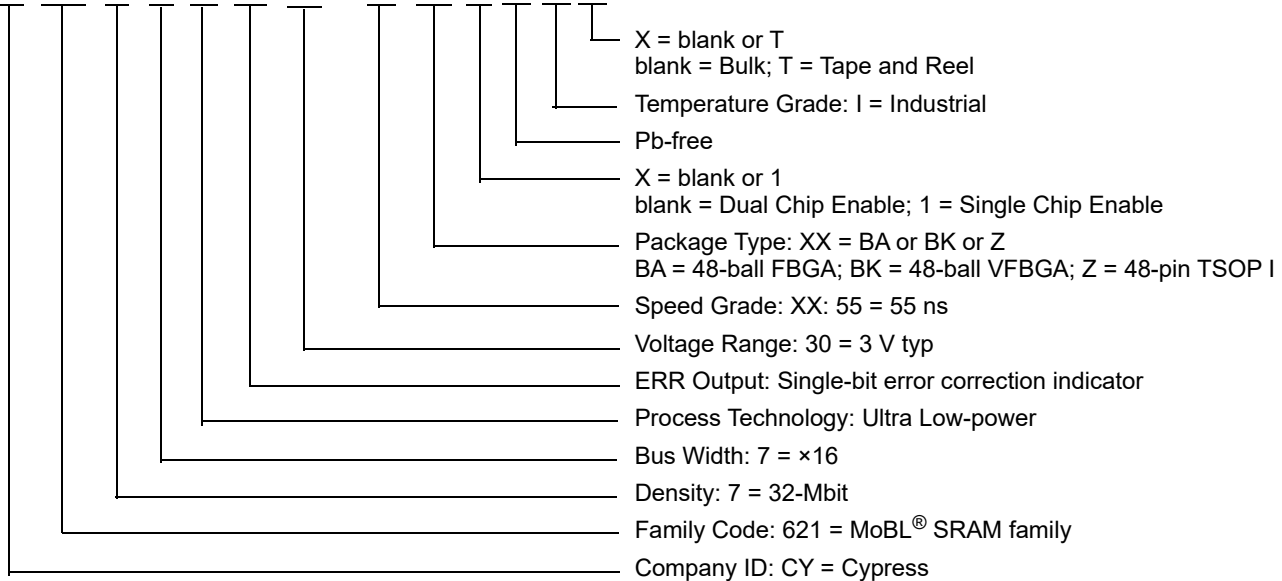 X = blank or T
blank = Bulk; T = Tape and Reel
Temperature Grade: I = Industrial
Pb-free
X = blank or 1
blank = Dual Chip Enable; 1 = Single Chip Enable
Package Type: XX = BA or BK or Z
BA = 48-ball FBGA; BK = 48-ball VFBGA; Z = 48-pin TSOP I
Speed Grade: XX: 55 = 55 ns
Voltage Range: 30 = 3 V typ
ERR Output: Single-bit error correction indicator
Process Technology: Ultra Low-power
Bus Width: 7 = ×16
Density: 7 = 32-Mbit
Family Code: 621 = MoBL® SRAM family
Company ID: CY = Cypress